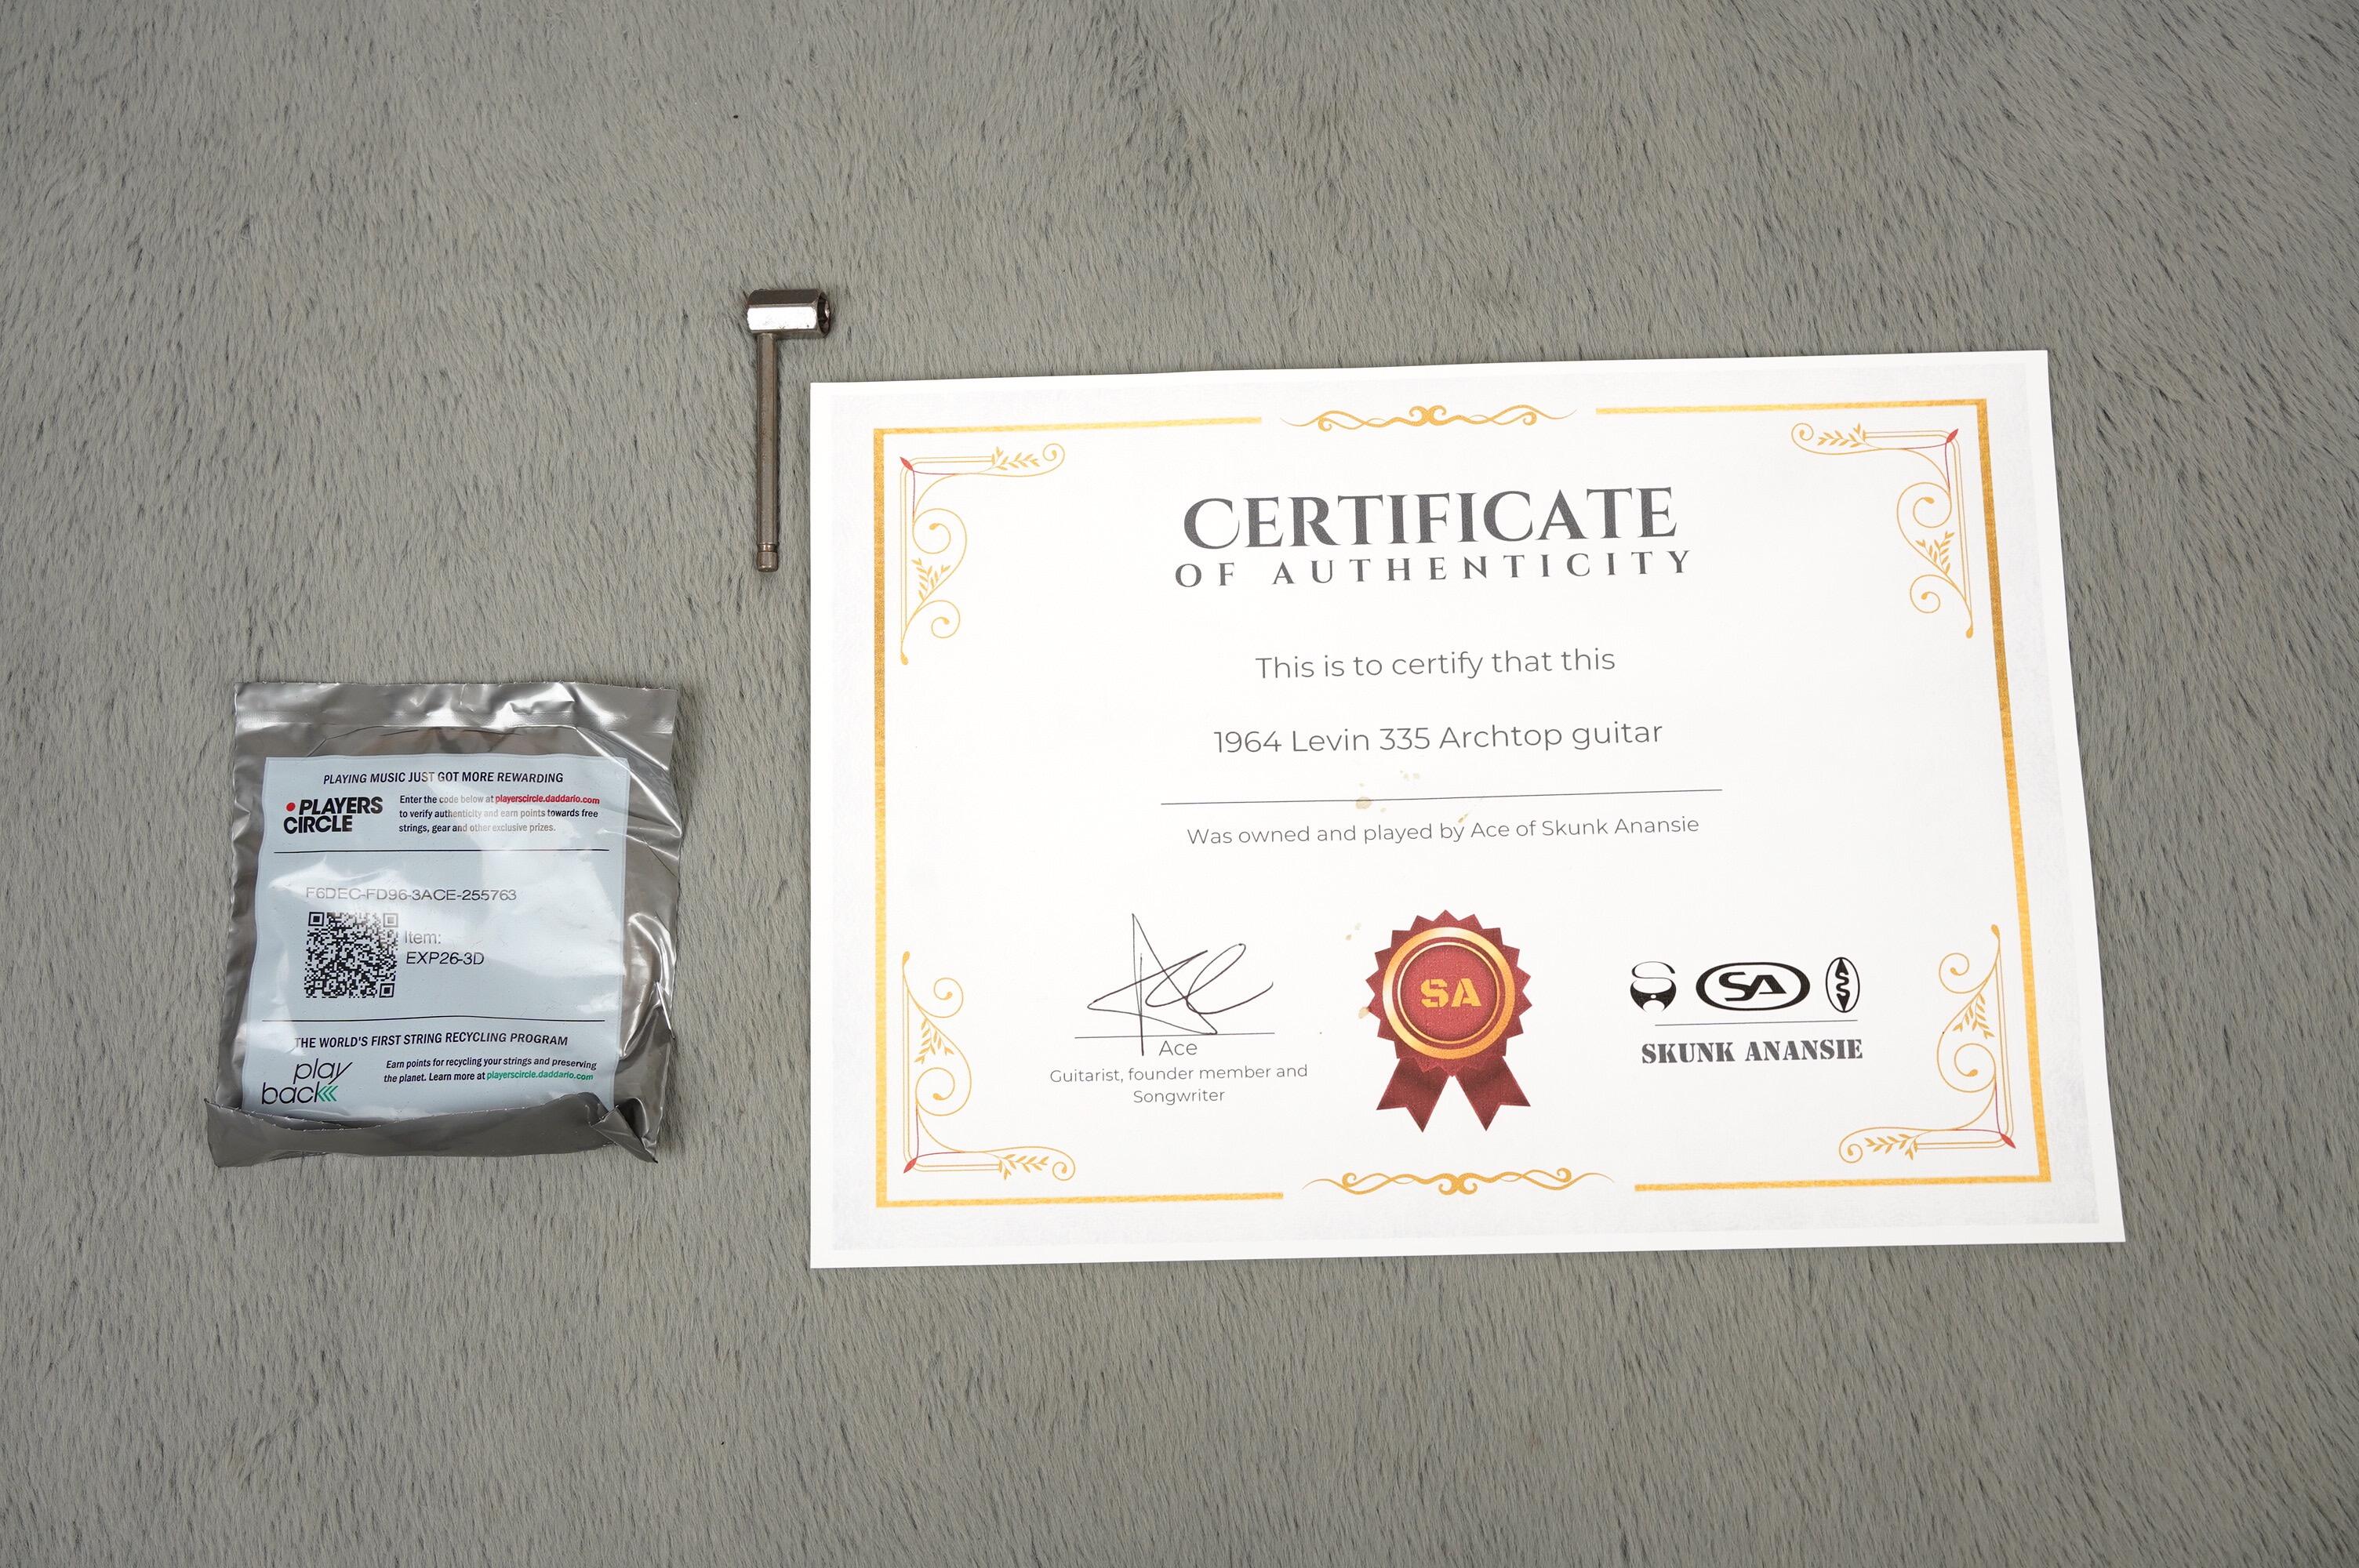 PLAYING MUSIC JUST GOT MORE REWARDING
PLAYERS
CIRCLE
Enter the code below at playerscircle.daddario.com
to verify authenticity and earn points towards free
strings, gear and other exclusive prizes.
F6DEC-FD96-3ACE-255763
Item:
EXP26-3D
THE WORLD'S FIRST STRING RECYCLING PROGRAM
play
back
Earn points for recycling your strings and preserving
the planet. Learn more at playerscircle.daddario.com
CERTIFICATE
OF AUTHENTICITY
This is to certify that this
1964 Levin 335 Archtop guitar
Was owned and played by Ace of Skunk Anansie
Ace
Ace
Guitarist, founder member and
Songwriter
SA
SA
SKUNK ANANSIE